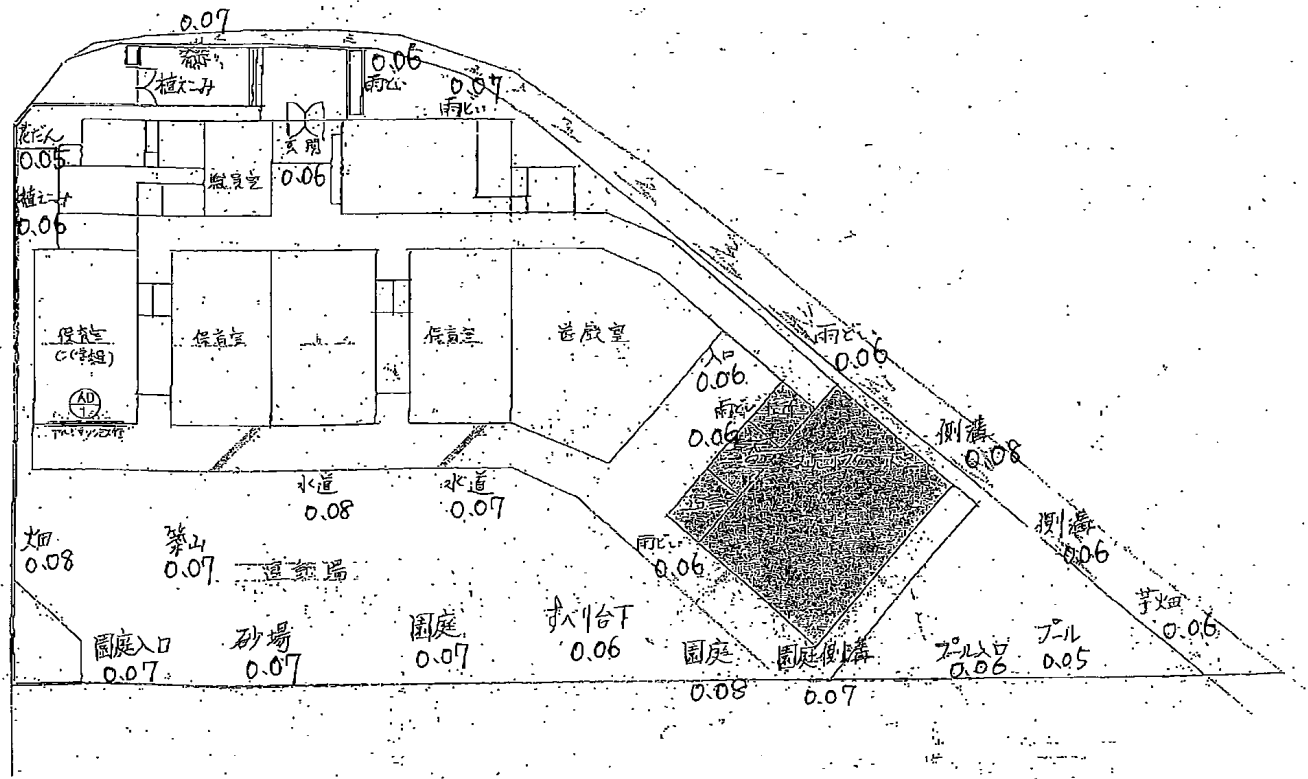 0.07
植えこみ
0.06
雨どい
0.07
雨どい
花だん
0.05
玄関
0.06
職員室
植えこみ
0.06
保育室
保育室
保育室
遊戯室
入口
雨どい
0.06
入口
0.06
雨どい
0.06
側溝
0.08
水道
0.08
水道
0.07
側溝
0.06
畑
0.08
築山
0.07
運動場
雨どい
0.06
芋畑
0.06
園庭入口
0.07
砂場
0.07
園庭
0.07
すべり台下
0.06
園庭
0.08
園庭側溝
0.07
プール入口
0.06
プール
0.05